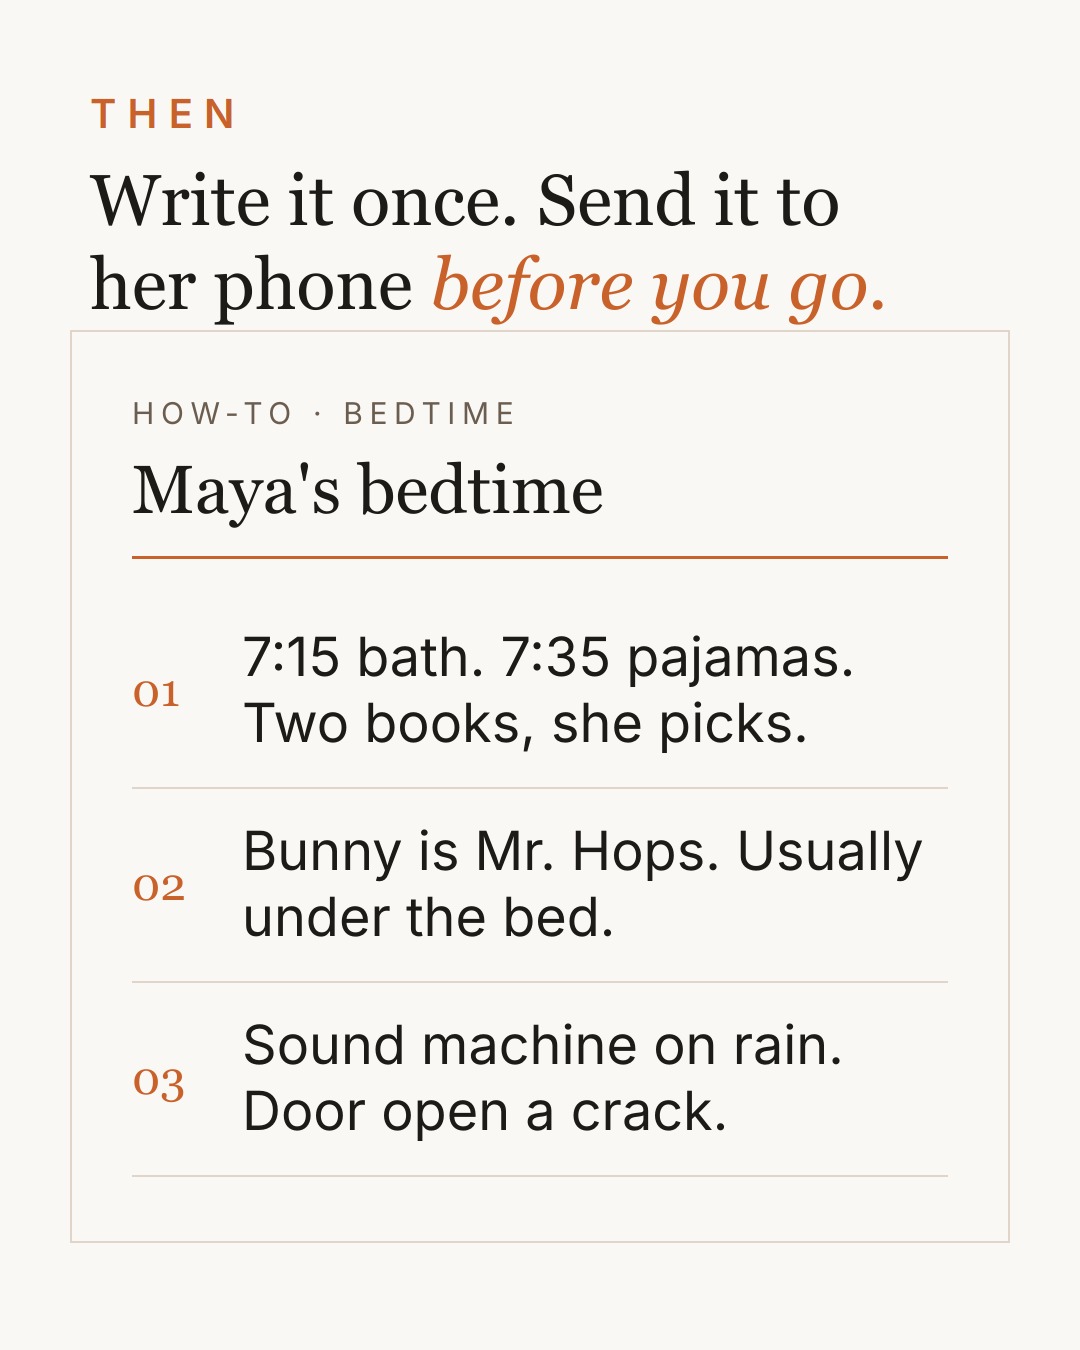 THEN
Write it once. Send it to
her phone before you go.
HOW-TO · BEDTIME
Maya's bedtime
01
7:15 bath. 7:35 pajamas.
Two books, she picks.
02
Bunny is Mr. Hops. Usually
under the bed.
03
Sound machine on rain.
Door open a crack.